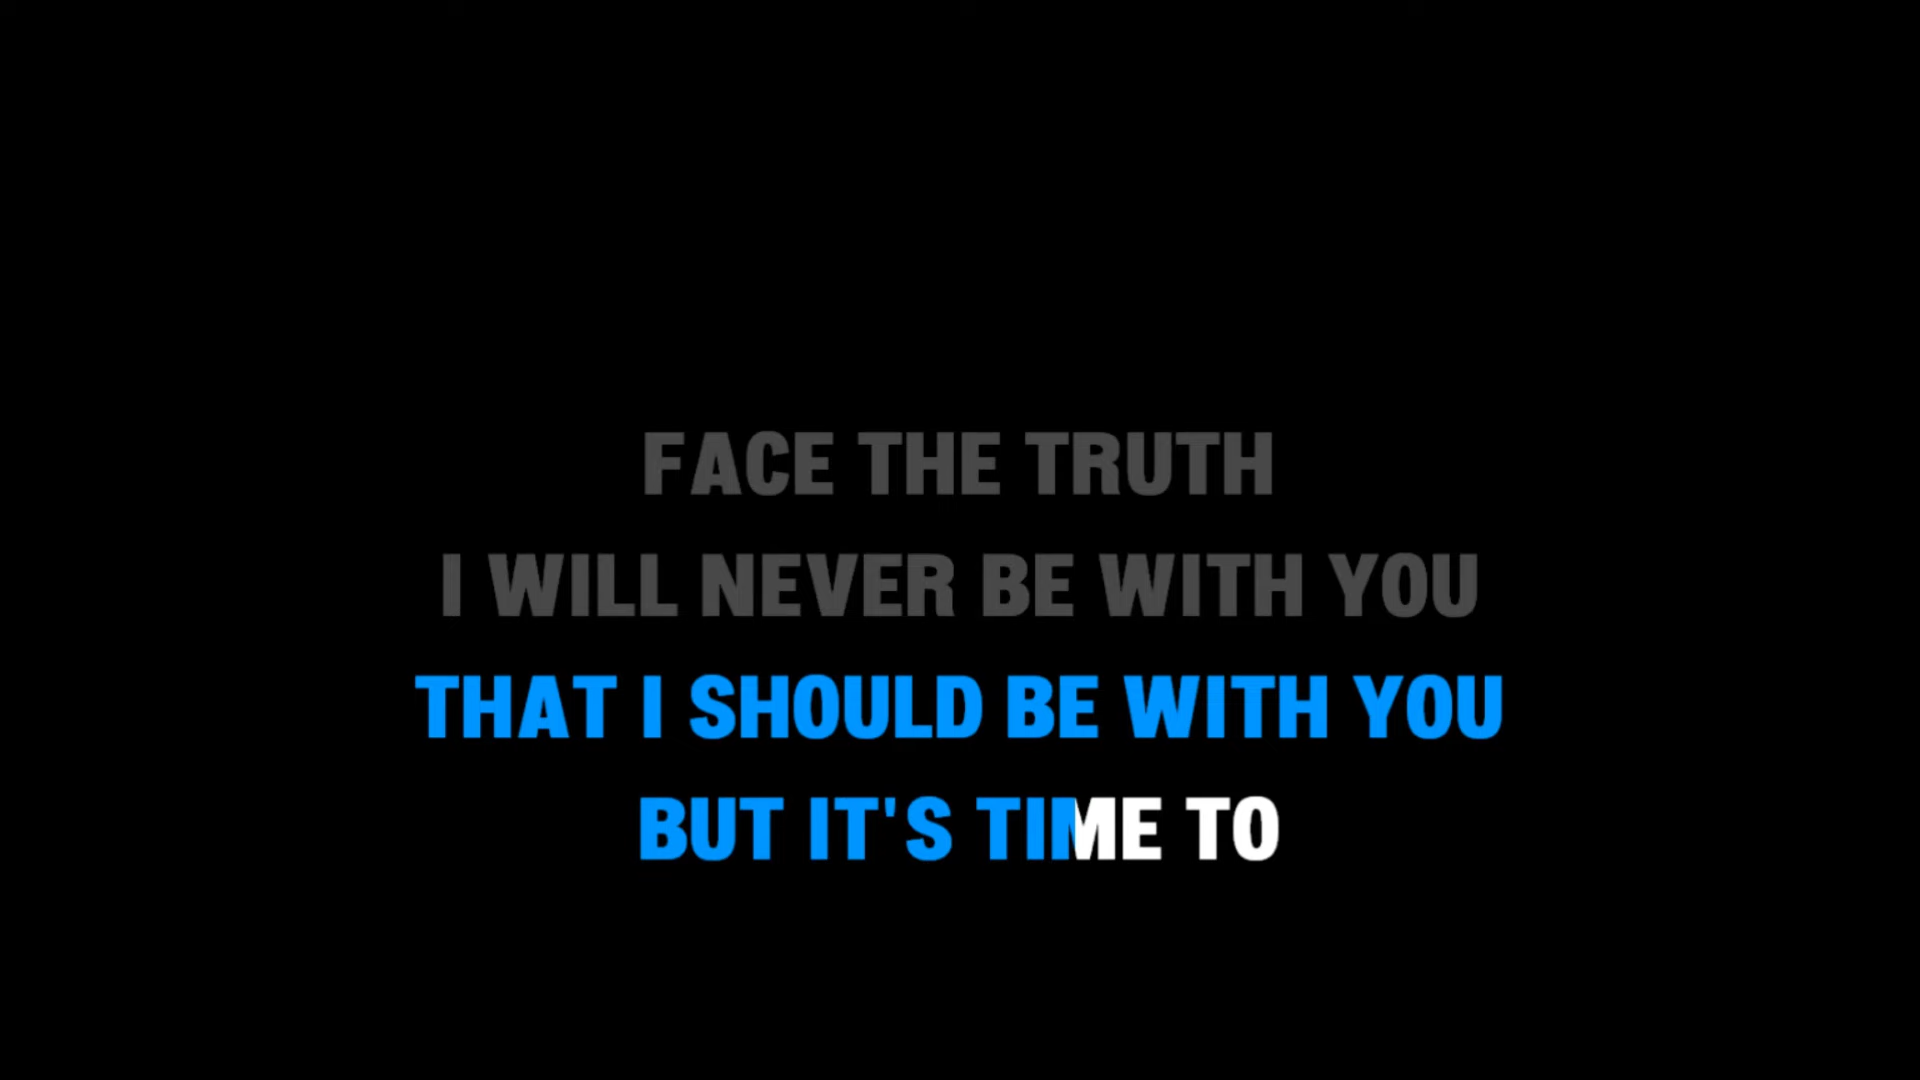 FACE THE TRUTH
I WILL NEVER BE WITH YOU
THAT I SHOULD BE WITH YOU
BUT IT'S TIME TO